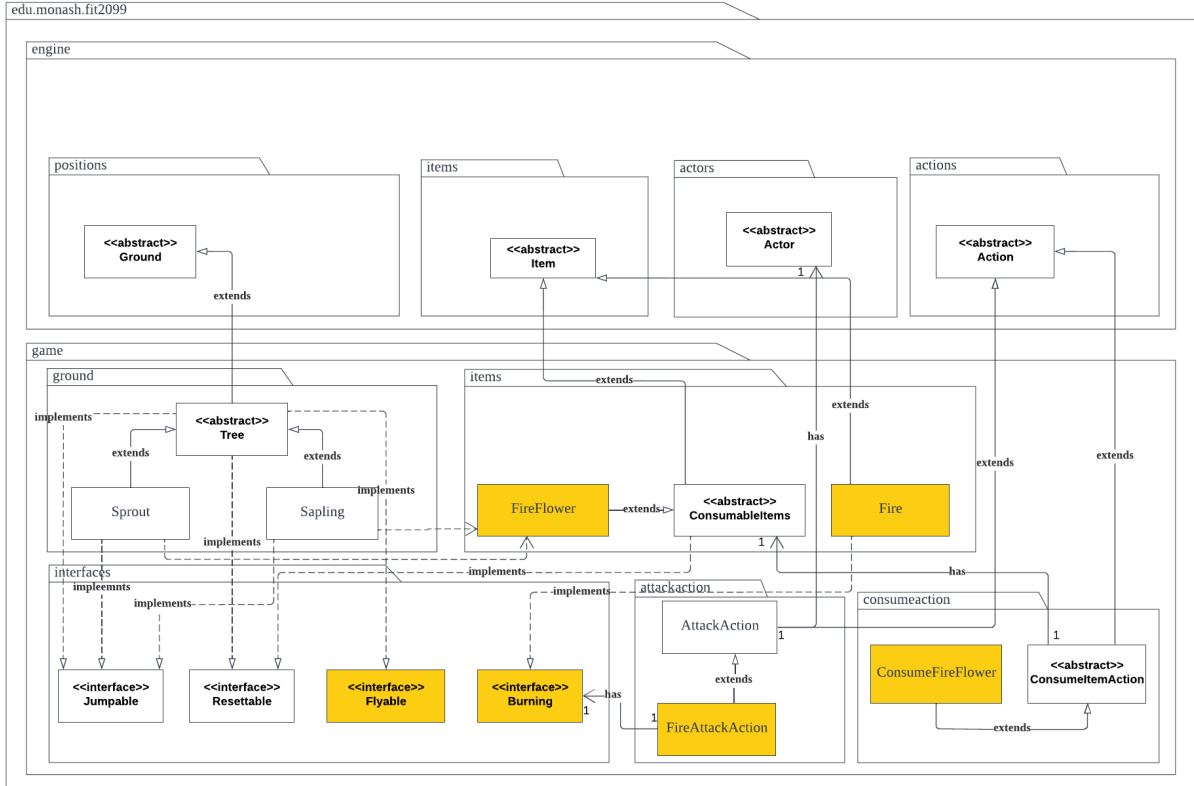 edu.monash.fit2099
engine
positions
items
actors
actions
<<abstract>>
Ground
<<abstract>>
Item
<<abstract>>
Actor
<<abstract>>
Action
1
extends
game
ground
items
extends
implements
<<abstract>>
Tree
extends
has
extends
extends
extends
extends
implements
Sprout
Sapling
FireFlower
extends
<<abstract>>
ConsumableItems
Fire
implements
1
interfaces
implements
has
impleemnts
implements
implements
attackaction
consumeaction
AttackAction
1
1
<<interface>>
Jumpable
<<interface>>
Resettable
<<interface>>
Flyable
<<interface>>
Burning
has
1
1
extends
FireAttackAction
ConsumeFireFlower
<<abstract>>
ConsumeItemAction
extends